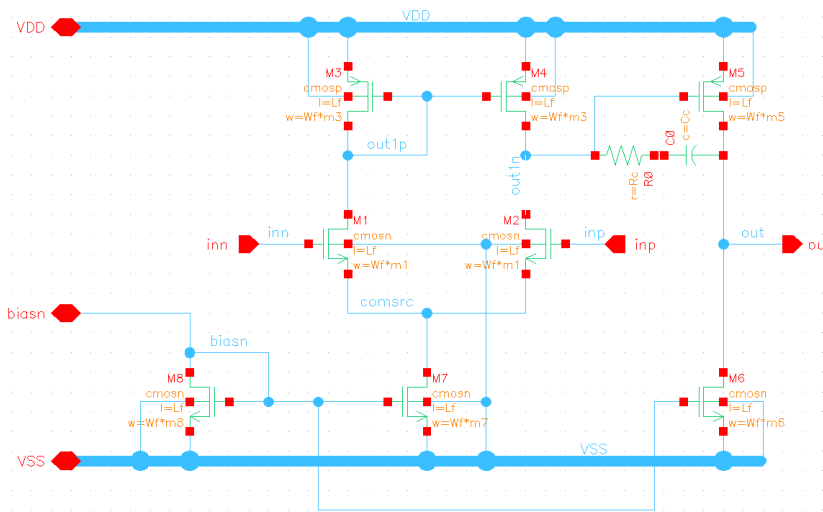 VDD
VDD
M3
cmosp
l=Lf
w=Wf*m3
M4
cmosp
l=Lf
w=Wf*m3
M5
cmosp
l=Lf
w=Wf*m5
out1p
out1n
r=Rc
R0
C0
c=Cc
inn
inn
M1
cmosn
l=Lf
w=Wf*m1
M2
cmosn
l=Lf
w=Wf*m1
inp
inp
out
ou
biasn
comsrc
biasn
M8
cmosn
l=Lf
w=Wf*m8
M7
cmosn
l=Lf
w=Wf*m7
M6
cmosn
l=Lf
w=Wf*m6
VSS
VSS